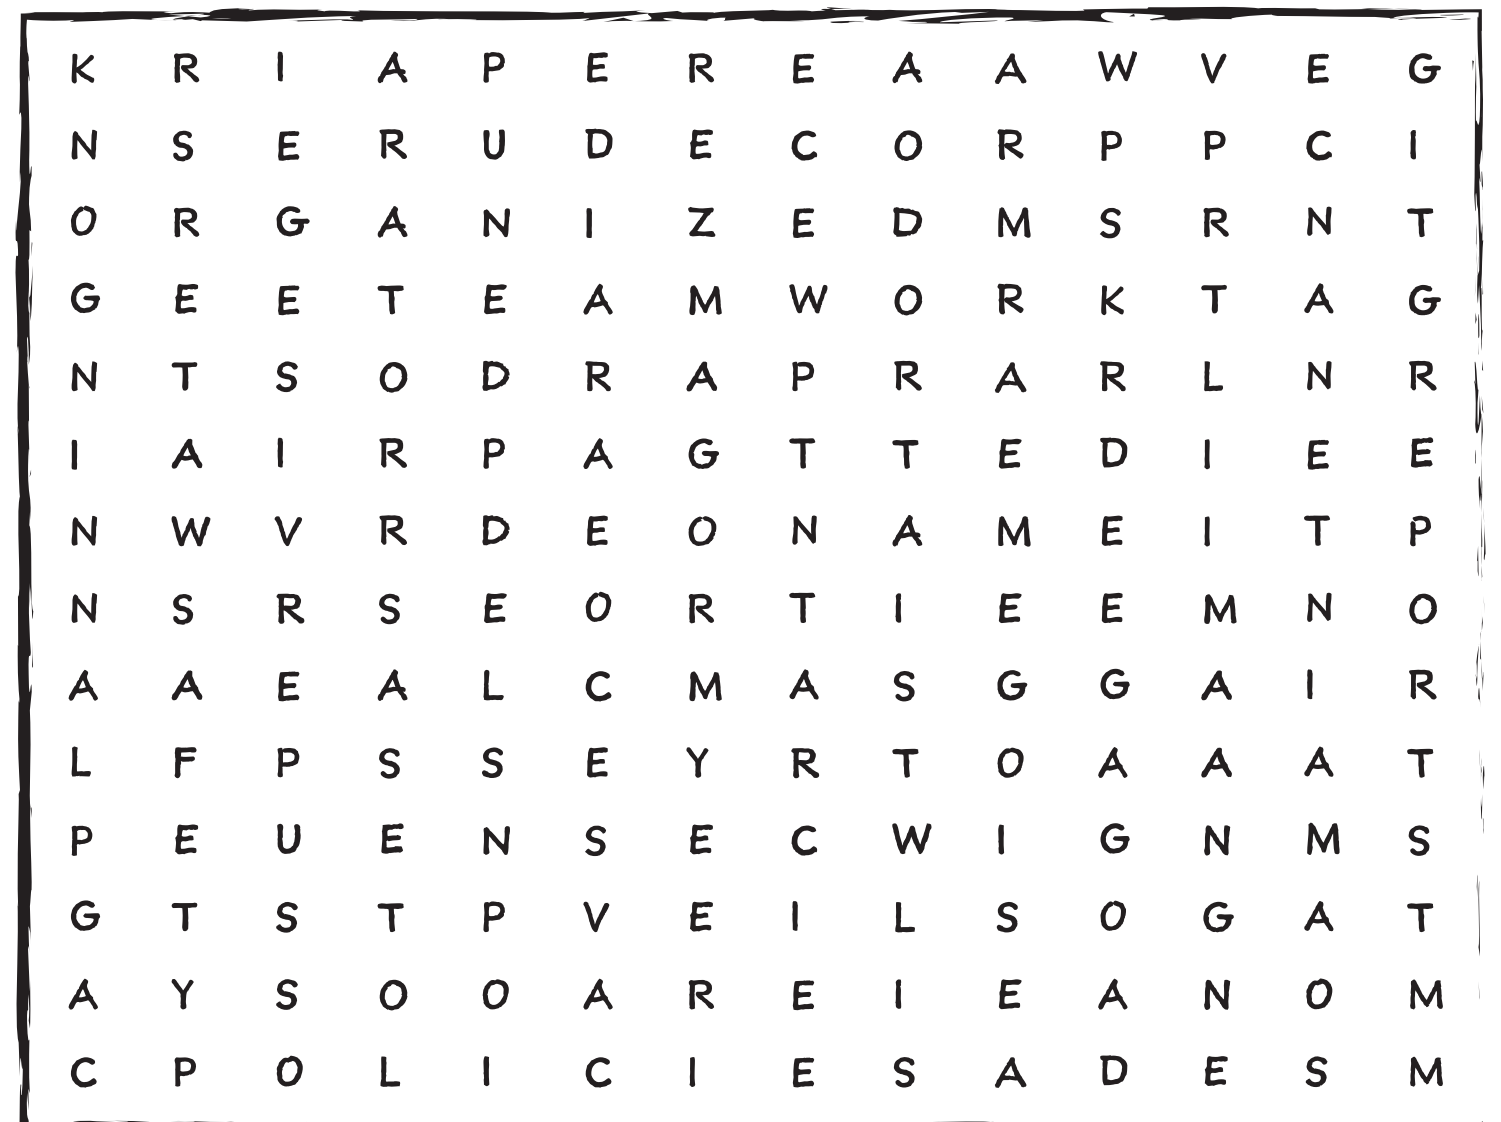 K R I A P E R E A A W V E G
N S E R U D E C O R P P C I
O R G A N I Z E D M S R N T
G E E T E A M W O R K T A G
N T S O D R A P R A R L N R
I A I R P A G T T E D I E E
N W V R D E O N A M E I T P
N S R S E O R T I E E M N O
A A E A L C M A S G G A I R
L F P S S E Y R T O A A A T
P E U E N S E C W I G N M S
G T S T P V E I L S O G A T
A Y S O O A R E I E A N O M
C P O L I C I E S A D E S M